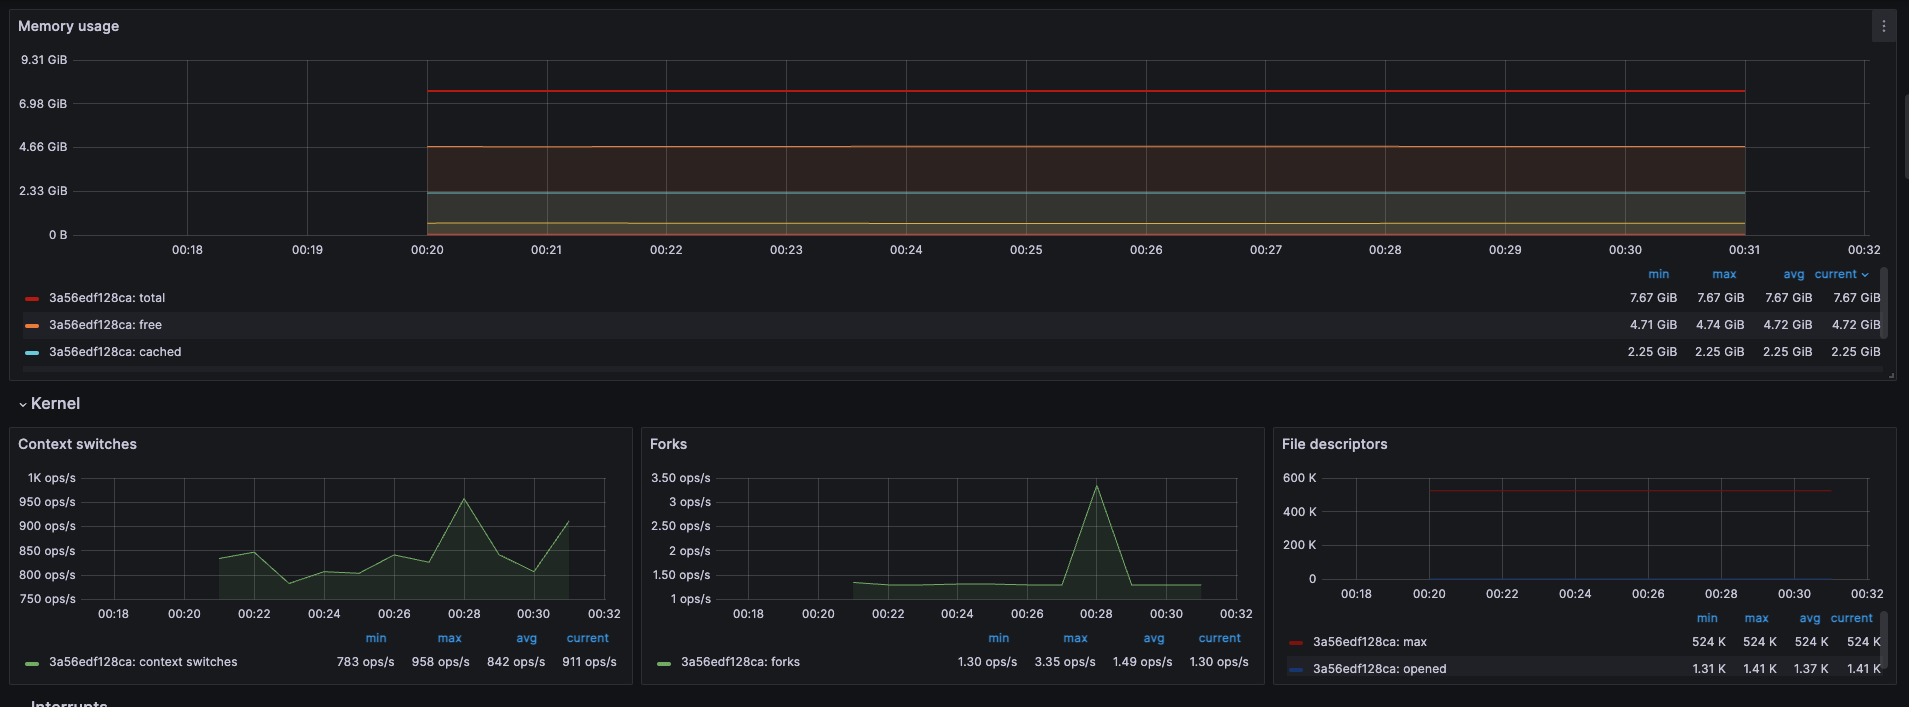 Memory usage
9.31 GiB
6.98 GiB
4.66 GiB
2.33 GiB
0 B
00:18 00:19 00:20 00:21 00:22 00:23 00:24 00:25 00:26 00:27 00:28 00:29 00:30 00:31 00:32
min max avg current
3a56edf128ca: total 7.67 GiB 7.67 GiB 7.67 GiB 7.67 GiB
3a56edf128ca: free 4.71 GiB 4.74 GiB 4.72 GiB 4.72 GiB
3a56edf128ca: cached 2.25 GiB 2.25 GiB 2.25 GiB 2.25 GiB
Kernel
Context switches
1K ops/s
950 ops/s
900 ops/s
850 ops/s
800 ops/s
750 ops/s
00:18 00:20 00:22 00:24 00:26 00:28 00:30 00:32
min max avg current
3a56edf128ca: context switches 783 ops/s 958 ops/s 842 ops/s 911 ops/s
Forks
3.50 ops/s
3 ops/s
2.50 ops/s
2 ops/s
1.50 ops/s
1 ops/s
00:18 00:20 00:22 00:24 00:26 00:28 00:30 00:32
min max avg current
3a56edf128ca: forks 1.30 ops/s 3.35 ops/s 1.49 ops/s 1.30 ops/s
File descriptors
600 K
400 K
200 K
0
00:18 00:20 00:22 00:24 00:26 00:28 00:30 00:32
min max avg current
3a56edf128ca: max 524 K 524 K 524 K 524 K
3a56edf128ca: opened 1.31 K 1.41 K 1.37 K 1.41 K
Interrupts